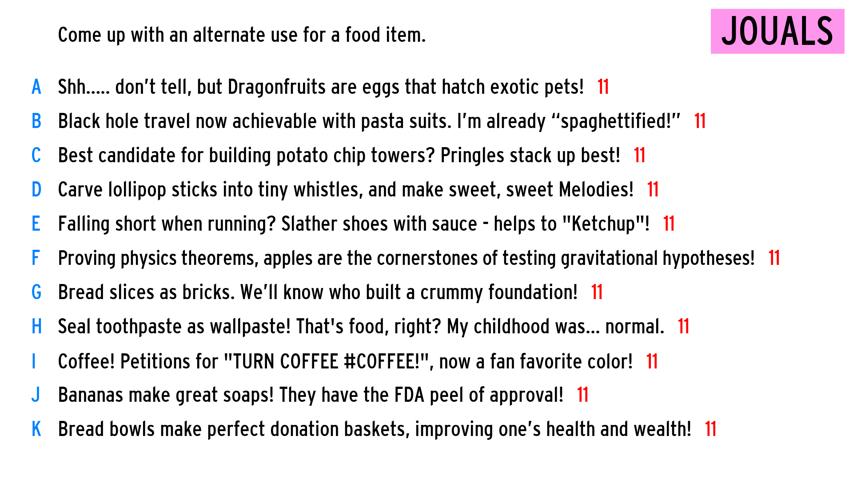 Come up with an alternate use for a food item.
JOUALS
A Shh..... don't tell, but Dragonfruits are eggs that hatch exotic pets! 11
B Black hole travel now achievable with pasta suits. I'm already “spaghettified!” 11
C Best candidate for building potato chip towers? Pringles stack up best! 11
D Carve lollipop sticks into tiny whistles, and make sweet, sweet Melodies! 11
E Falling short when running? Slather shoes with sauce - helps to "Ketchup"! 11
F Proving physics theorems, apples are the cornerstones of testing gravitational hypotheses! 11
G Bread slices as bricks. We'll know who built a crummy foundation! 11
H Seal toothpaste as wallpaste! That's food, right? My childhood was... normal. 11
I Coffee! Petitions for "TURN COFFEE #COFFEE!", now a fan favorite color! 11
J Bananas make great soaps! They have the FDA peel of approval! 11
K Bread bowls make perfect donation baskets, improving one's health and wealth! 11